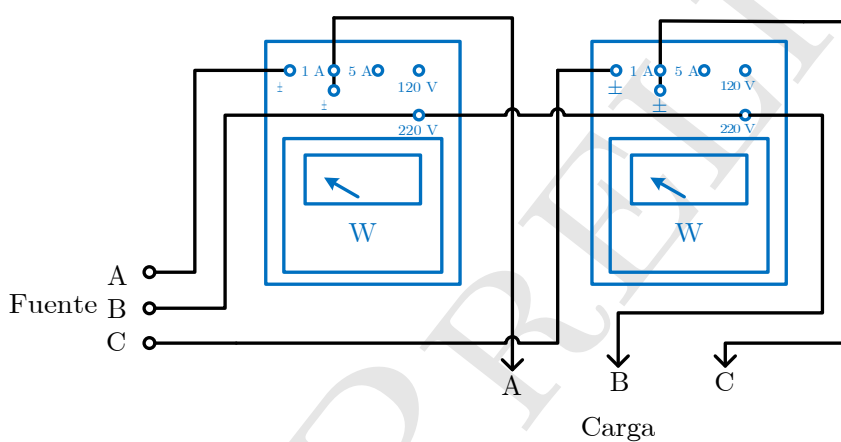 1 A 5 A
±
120 V
±
220 V
W
1 A 5 A
±
120 V
±
220 V
W
A
Fuente B
C
A B C
Carga